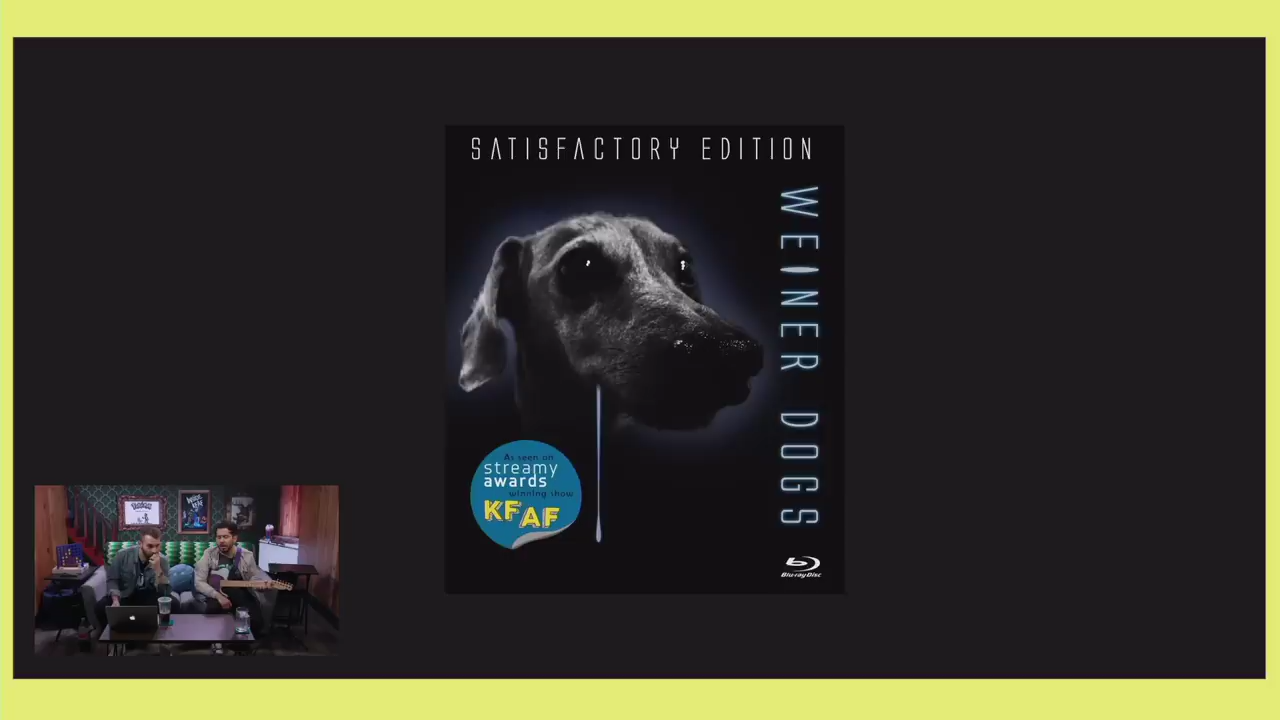 SATISFACTORY EDITION
WEINER DOGS
As seen on
streamy
awards
winning show
KF
AF
Blu-ray Disc